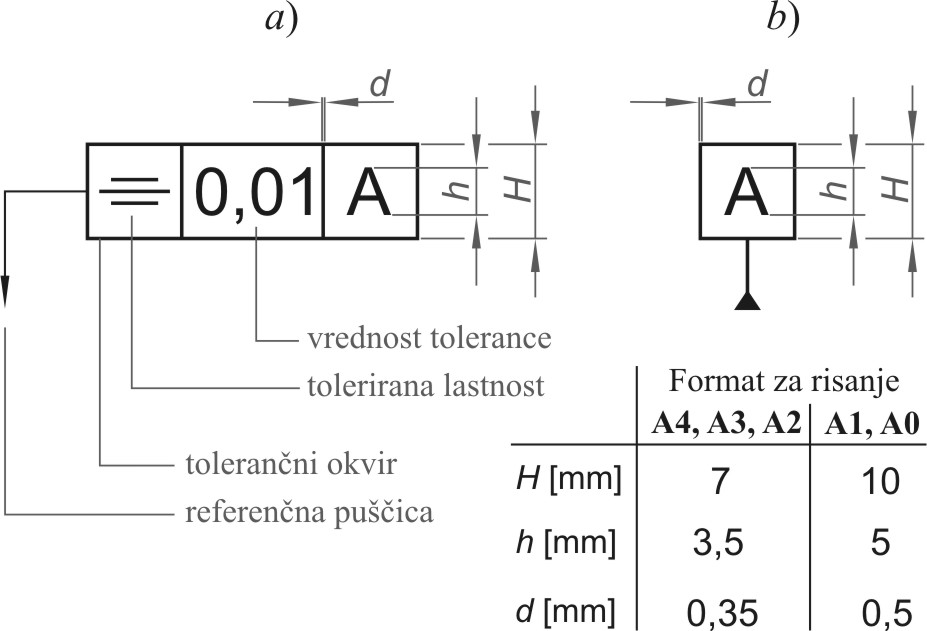 a) b)
d d
0,01 A h H A h H
vrednost tolerance
tolerirana lastnost
tolerančni okvir
referenčna puščica
Format za risanje
A4, A3, A2 A1, A0
H [mm] 7 10
h [mm] 3,5 5
d [mm] 0,35 0,5